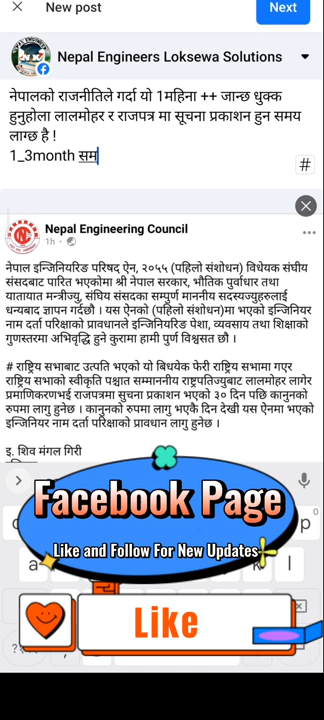 New post
Next
Nepal Engineers Loksewa Solutions
नेपालको राजनीतिले गर्दा यो 1महिना ++ जान्छ धुक्क
हुनुहोला लालमोहर र राजपत्र मा सूचना प्रकाशन हुन समय
लाग्छ है !
1_3month सम
#
Nepal Engineering Council
1h
नेपाल इन्जिनियरिङ परिषद ऐन, २०५५ (पहिलो संशोधन) विधेयक संघीय
संसदबाट पारित भएकोमा श्री नेपाल सरकार, भौतिक पुर्वाधार तथा
यातायात मन्त्रीज्यु, संघिय संसदका सम्पुर्ण माननीय सदस्यज्युहरुलाई
धन्यबाद ज्ञापन गर्दछौ । यस ऐनको (पहिलो संशोधन)मा भएको इन्जिनियर
नाम दर्ता परिक्षाको प्रावधानले इन्जिनियरिङ पेशा, व्यवसाय तथा शिक्षाको
गुणस्तरमा अभिवृद्धि हुने कुरामा हामी पुर्ण विश्वसत छौ ।
# राष्ट्रिय सभाबाट उत्पति भएको यो बिधयेक फेरी राष्ट्रिय सभामा गएर
राष्ट्रिय सभाको स्वीकृति पश्चात सम्माननीय राष्ट्रपतिज्युबाट लालमोहर लागेर
प्रमाणिकरणभई राजपत्रमा सुचना प्रकाशन भएको ३० दिन पछि कानुनको
रुपमा लागु हुनेछ । कानुनको रुपमा लागु भएकै दिन देखी यस ऐनमा भएको
इन्जिनियर नाम दर्ता परिक्षाको प्रावधान लागु हुनेछ ।
इ. शिव मंगल गिरी
Facebook Page
Like and Follow For New Updates
p
a
l
Like